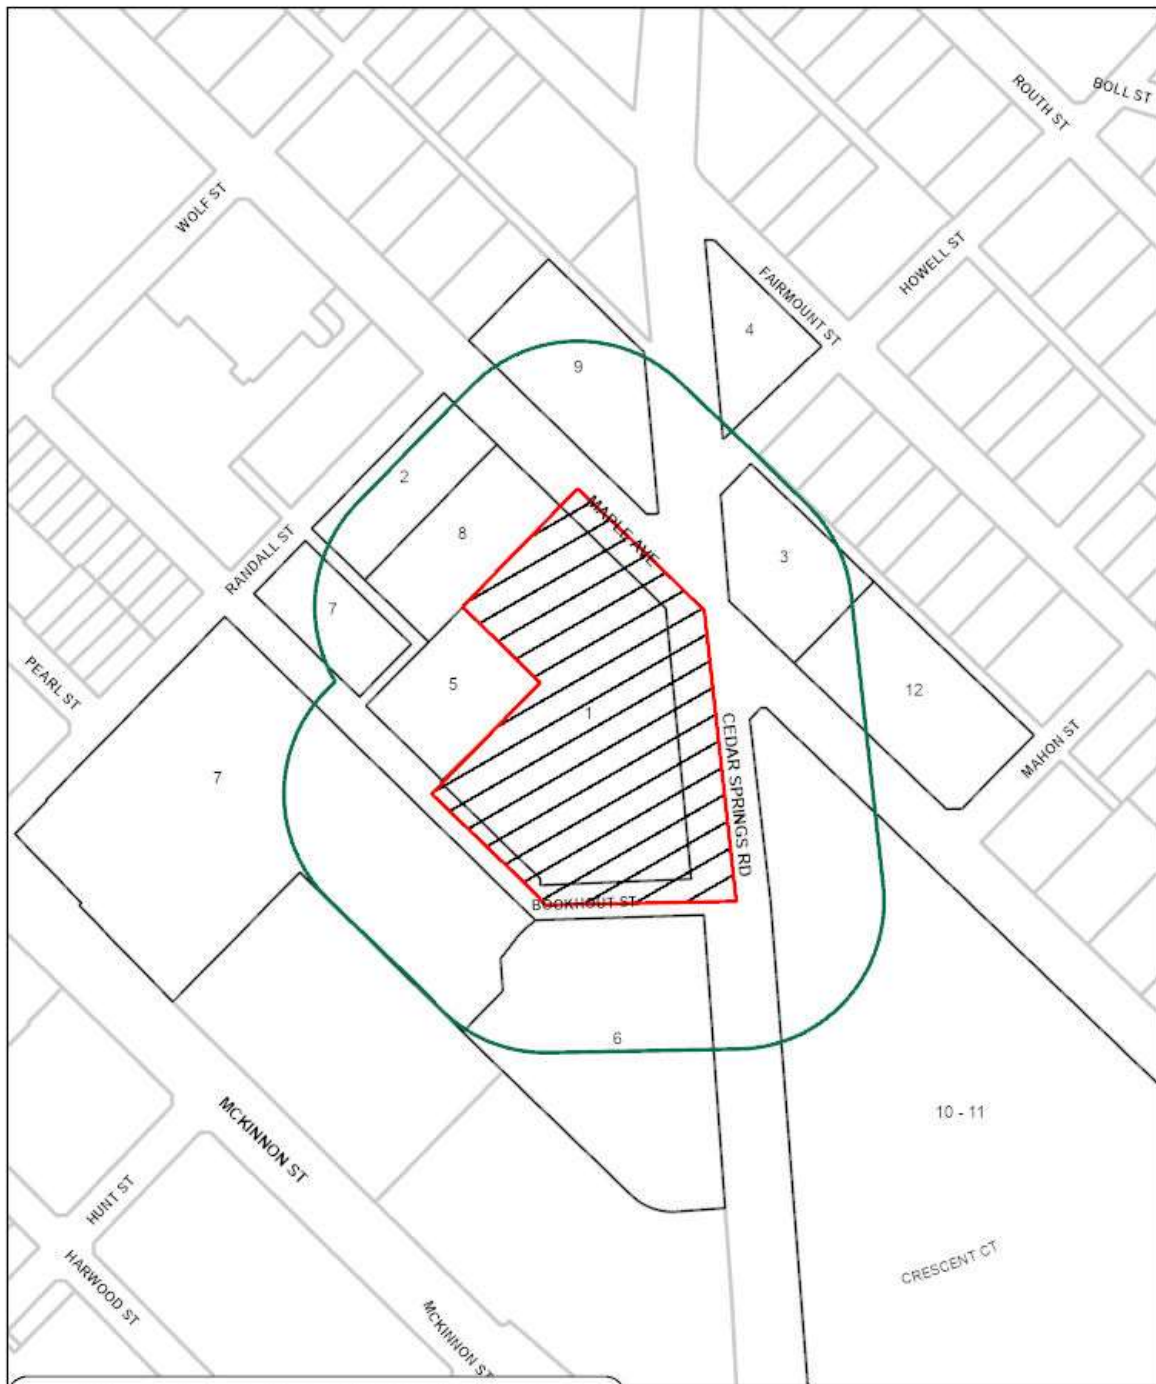 ROUTH ST
BOLL ST
WOLF ST
HOWELL ST
FAIRMOUNT ST
4
9
2
MAPLE AVE
8
RANDALL ST
3
7
PEARL ST
5
12
1
CEDAR SPRINGS RD
MAHON ST
7
BOOKHOUT ST
6
10 - 11
MCKINNON ST
HUNT ST
CRESCENT CT
HARWOOD ST
MCKINNON ST